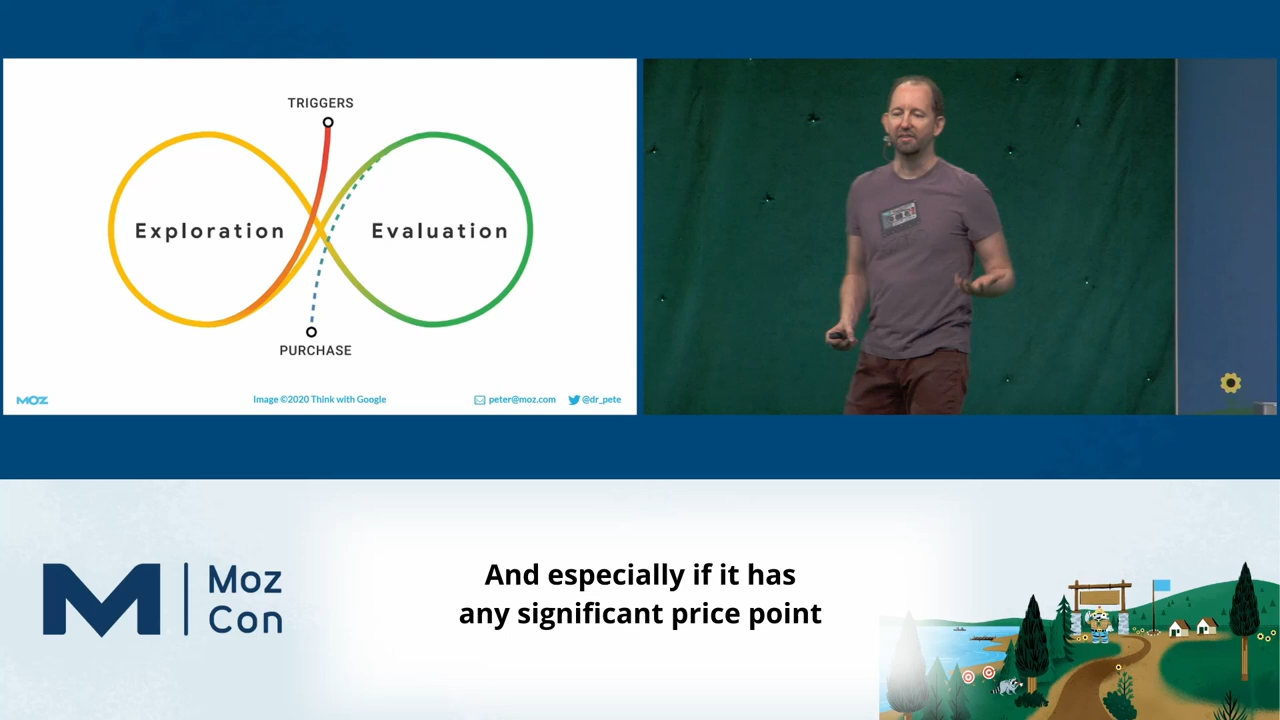 TRIGGERS
Exploration
Evaluation
PURCHASE
MOZ
Image ©2020 Think with Google
peter@moz.com
@dr_pete
Moz
Con
And especially if it has
any significant price point